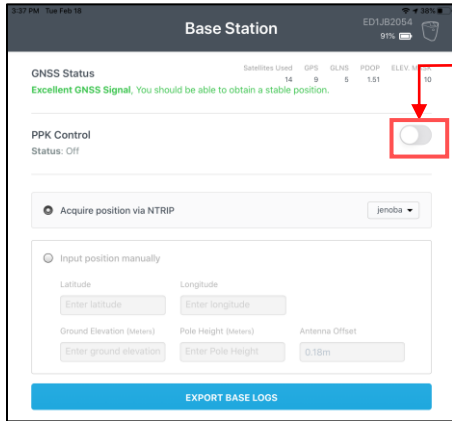 3:37 PM Tue Feb 16 38%
Base Station
ED1JB2054
91%
GNSS Status
Satellites Used GPS GLNS PDOP ELEV. MASK
14 9 5 1.51 10
Excellent GNSS Signal, You should be able to obtain a stable position.
PPK Control
Status: Off
Acquire position via NTRIP
jenoba
Input position manually
Latitude Longitude
Enter latitude Enter longitude
Ground Elevation (Meters) Pole Height (Meters) Antenna Offset
Enter ground elevation Enter Pole Height 0.18m
EXPORT BASE LOGS